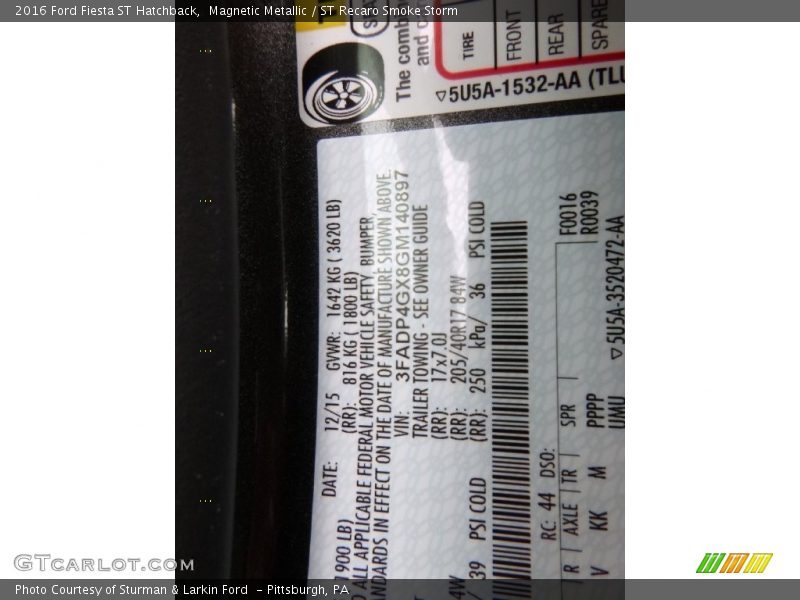 2016 Ford Fiesta ST Hatchback, Magnetic Metallic / ST Recaro Smoke Storm
The combin
and c
TIRE
FRONT
REAR
SPARE
5U5A-1532-AA (TLU
DATE: 12/15 GVWR: 1642 KG ( 3620 LB)
1900 LB) (RR): 816 KG ( 1800 LB)
O ALL APPLICABLE FEDERAL MOTOR VEHICLE SAFETY, BUMPER,
NDARDS IN EFFECT ON THE DATE OF MANUFACTURE SHOWN ABOVE.
VIN: 3FADP4GX8GM140897
TRAILER TOWING - SEE OWNER GUIDE
(RR): 17x7.0J
4W (RR): 205/40R17 84W
/ 39 PSI COLD (RR): 250 kPa/ 36 PSI COLD
RC: 44 DSO: F0016
R AXLE TR SPR R0039
V KK M PPPP
UMU
5U5A-3520472-AA
GTcarlot.com
Photo Courtesy of Sturman & Larkin Ford - Pittsburgh, PA